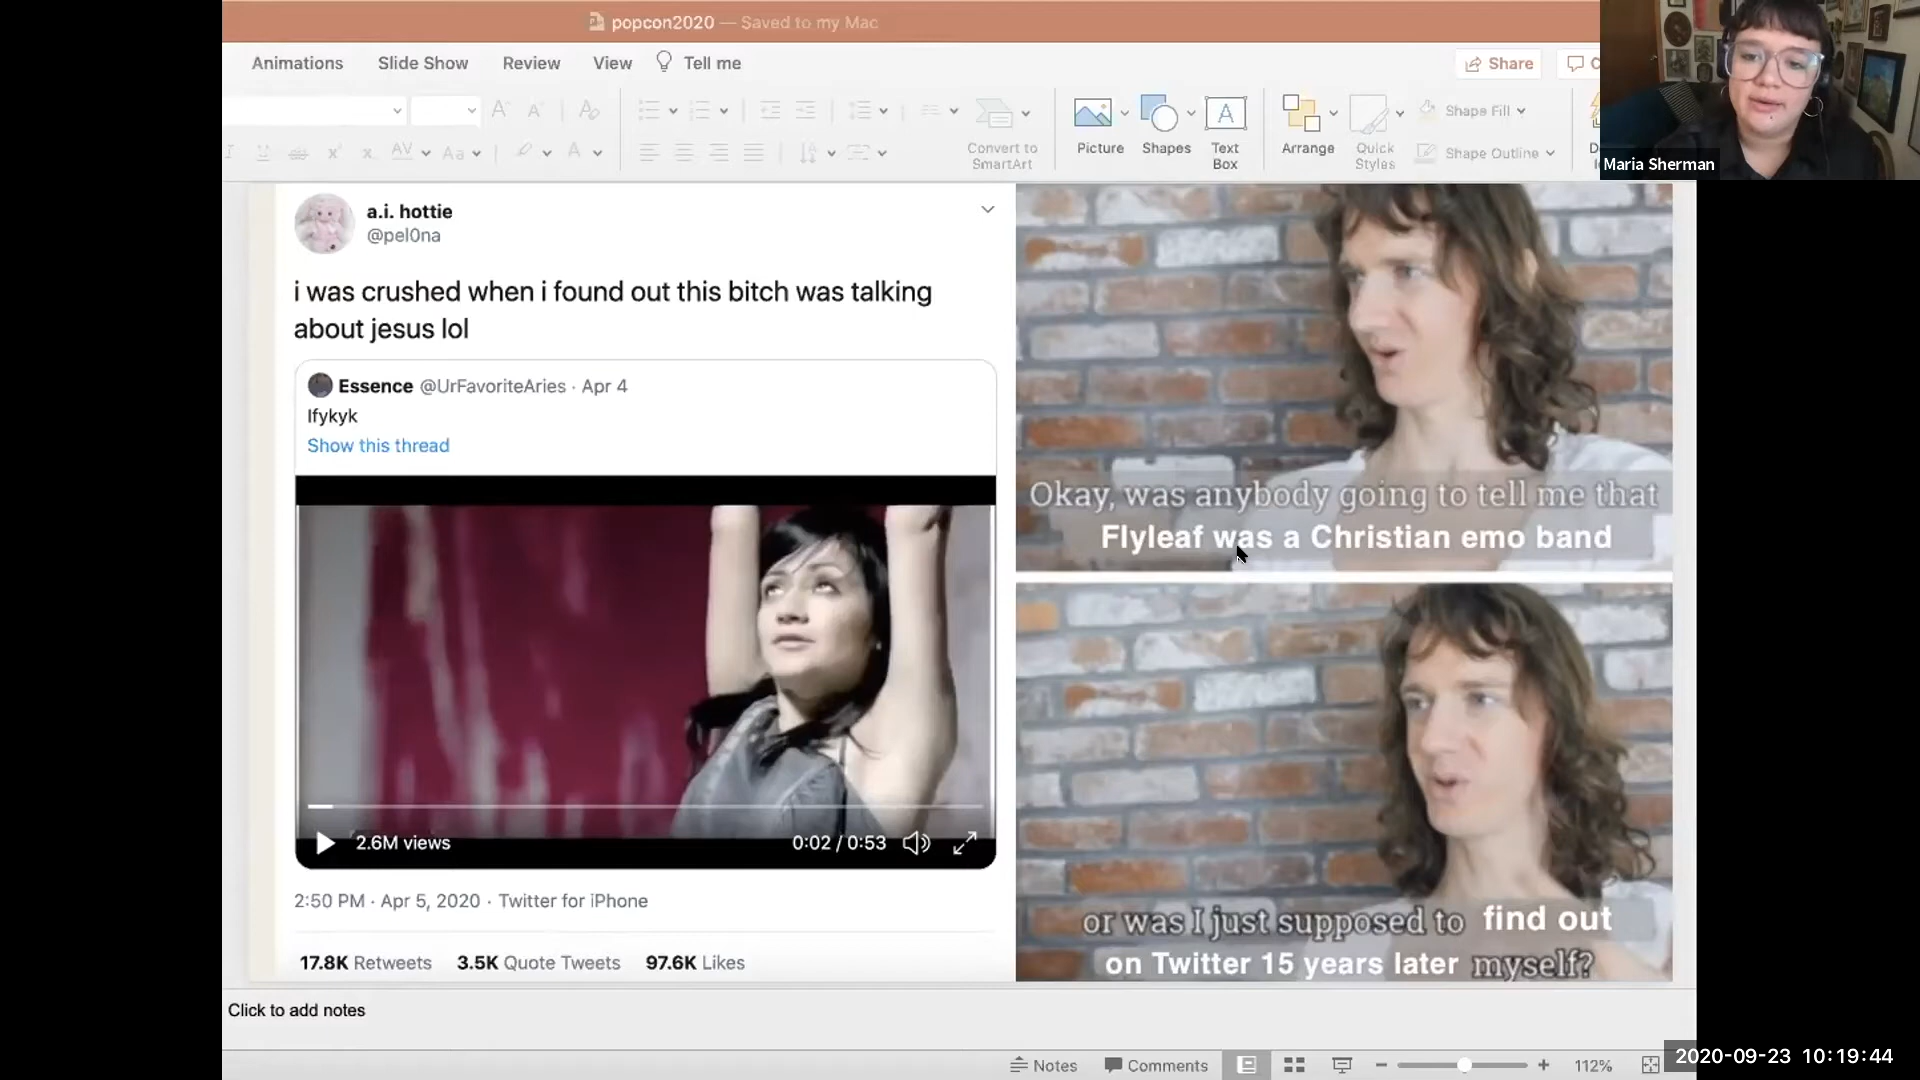 popcon2020 — Saved to my Mac
Animations Slide Show Review View Tell me
Share
Convert to
SmartArt
Picture
Shapes
Text
Box
Arrange
Quick
Styles
Shape Fill
Shape Outline
Maria Sherman
a.i. hottie
@pel0na
i was crushed when i found out this bitch was talking
about jesus lol
Essence @UrFavoriteAries · Apr 4
Ifykyk
Show this thread
2.6M views
0:02 / 0:53
2:50 PM · Apr 5, 2020 · Twitter for iPhone
17.8K Retweets 3.5K Quote Tweets 97.6K Likes
Okay, was anybody going to tell me that
Flyleaf was a Christian emo band
or was I just supposed to find out
on Twitter 15 years later myself?
Click to add notes
Notes Comments 112%
2020-09-23 10:19:44